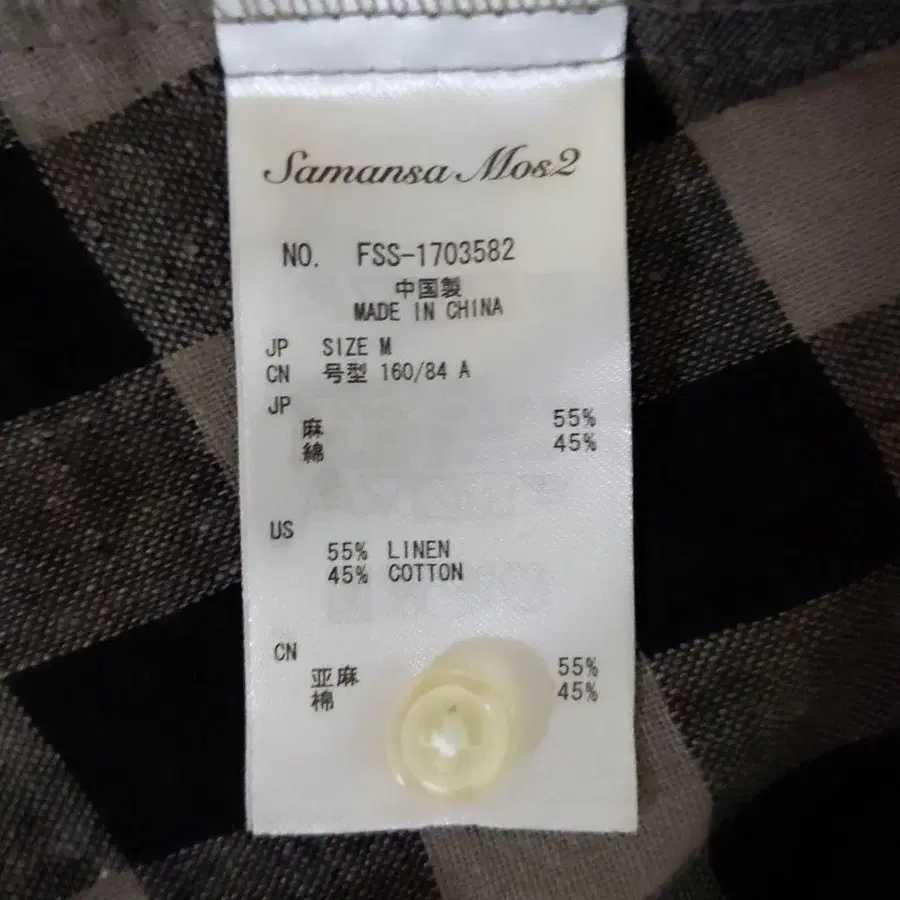 Samansa Mos2
NO. FSS-1703582
中国製
MADE IN CHINA
JP SIZE M
CN 号型 160/84 A
JP
麻 55%
綿 45%
US
55% LINEN
45% COTTON
CN
亚麻 55%
棉 45%